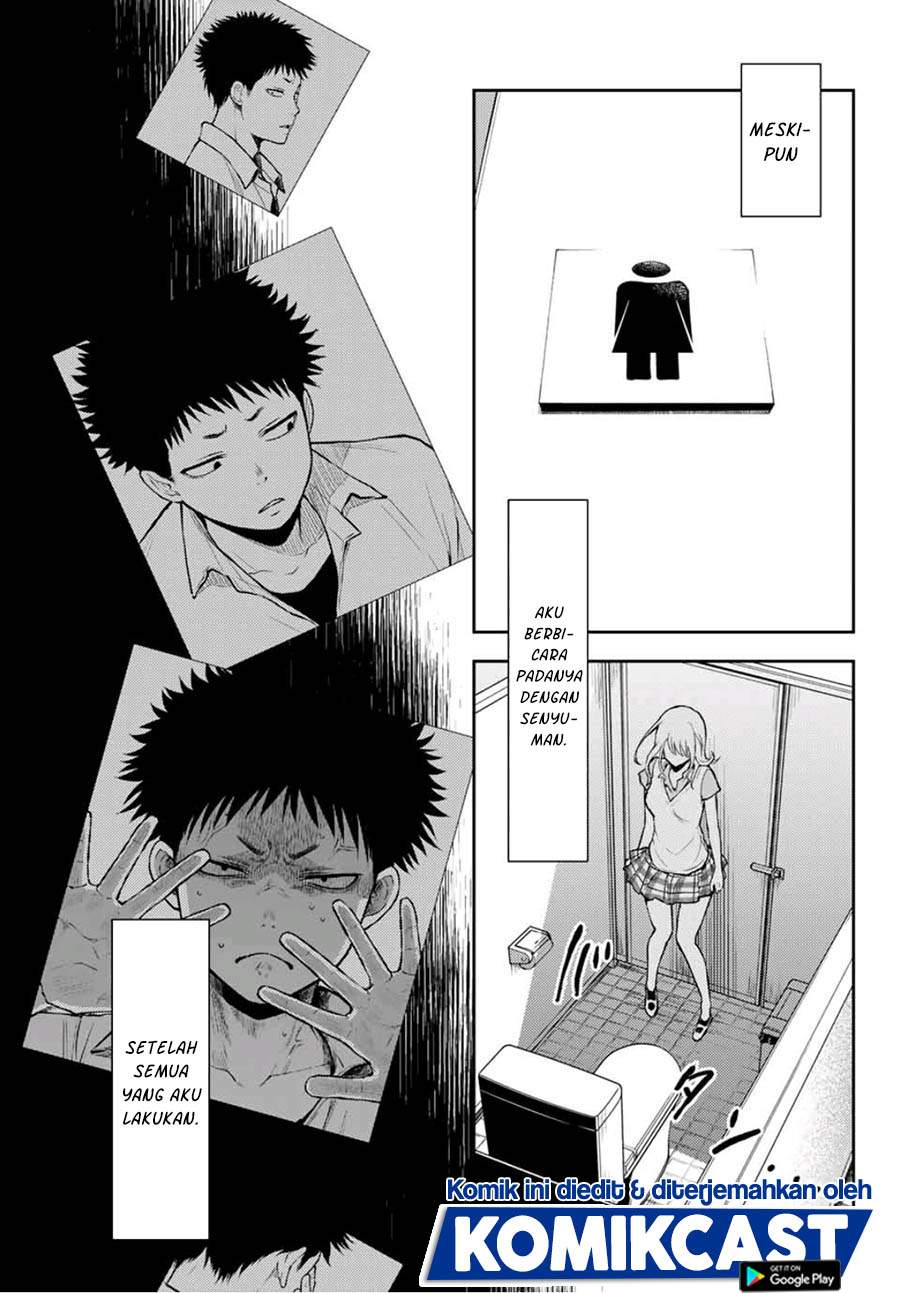 MESKI-
PUN
AKU
BERBI-
CARA
PADANYA
DENGAN
SENYU-
MAN.
SETELAH
SEMUA
YANG AKU
LAKUKAN.
Komik ini diedit & diterjemahkan oleh
KOMIKCAST
GET IT ON
Google Play